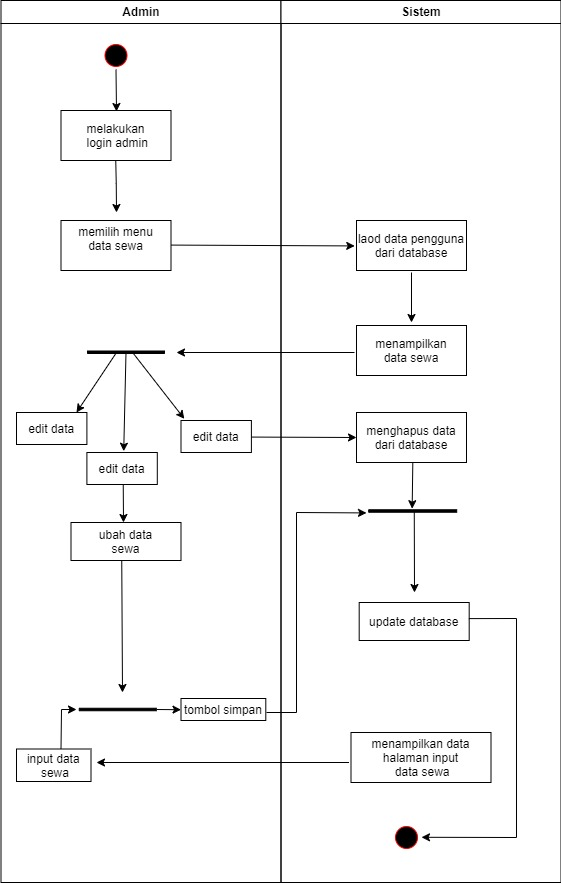 Admin
Sistem
melakukan
login admin
memilih menu
data sewa
laod data pengguna
dari database
menampilkan
data sewa
edit data
edit data
edit data
menghapus data
dari database
ubah data
sewa
update database
tombol simpan
input data
sewa
menampilkan data
halaman input
data sewa